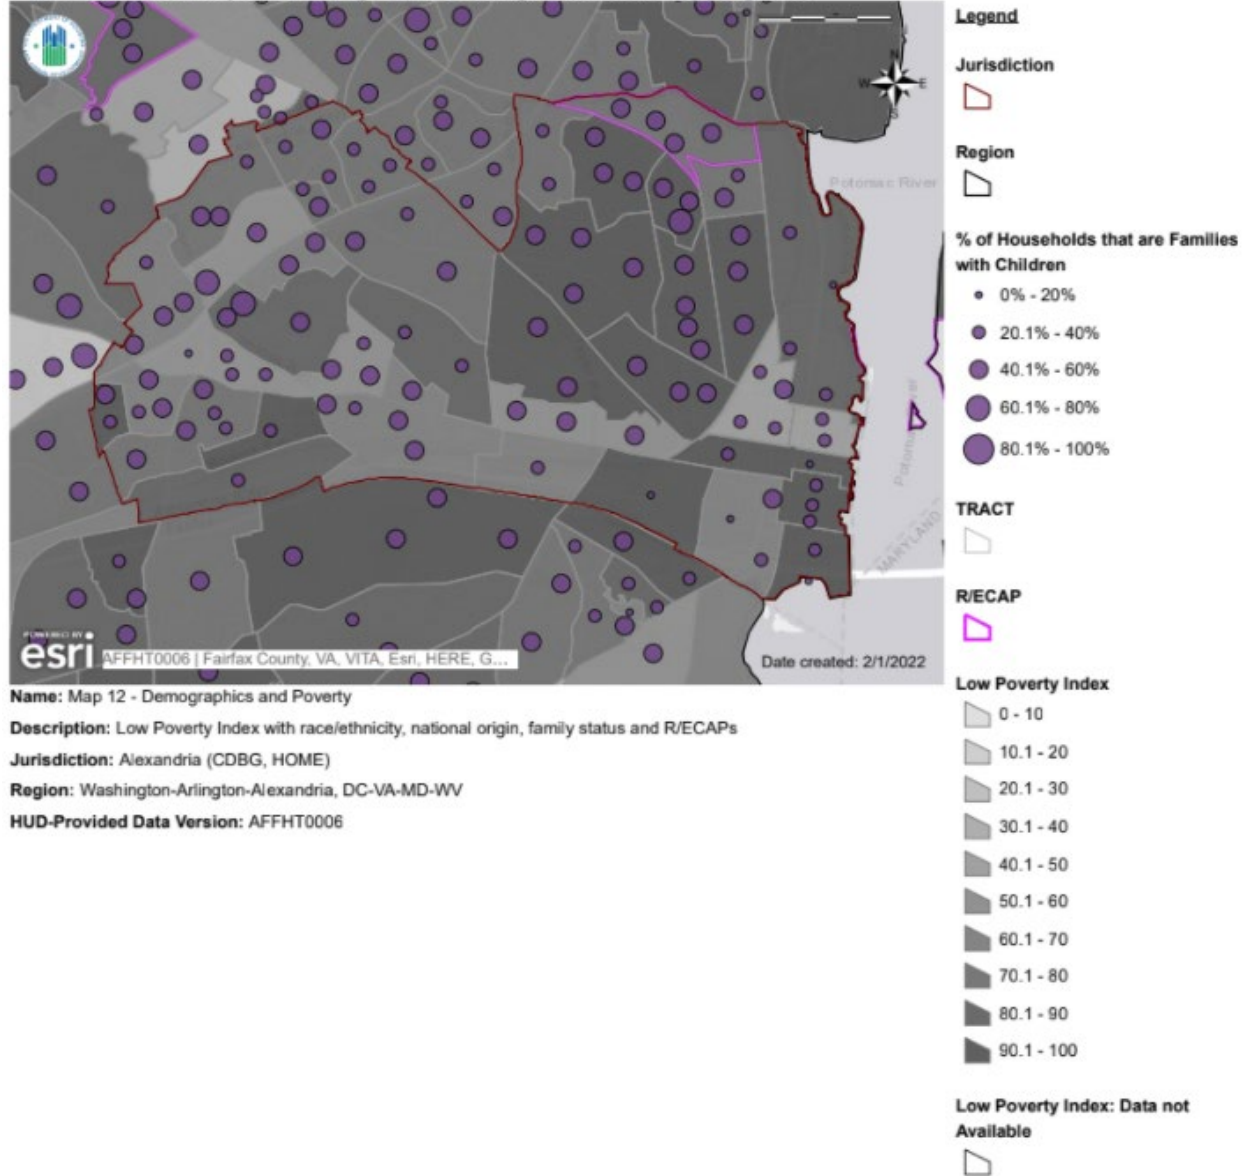 N
W
E
S
Potomac River
MARYLAND
POWERED BY
esri
AFFHT0006 | Fairfax County, VA, VITA, Esri, HERE, G...
Date created: 2/1/2022
Name: Map 12 - Demographics and Poverty
Description: Low Poverty Index with race/ethnicity, national origin, family status and R/ECAPs
Jurisdiction: Alexandria (CDBG, HOME)
Region: Washington-Arlington-Alexandria, DC-VA-MD-WV
HUD-Provided Data Version: AFFHT0006
Legend
Jurisdiction
Region
% of Households that are Families
with Children
0% - 20%
20.1% - 40%
40.1% - 60%
60.1% - 80%
80.1% - 100%
TRACT
R/ECAP
Low Poverty Index
0 - 10
10.1 - 20
20.1 - 30
30.1 - 40
40.1 - 50
50.1 - 60
60.1 - 70
70.1 - 80
80.1 - 90
90.1 - 100
Low Poverty Index: Data not
Available